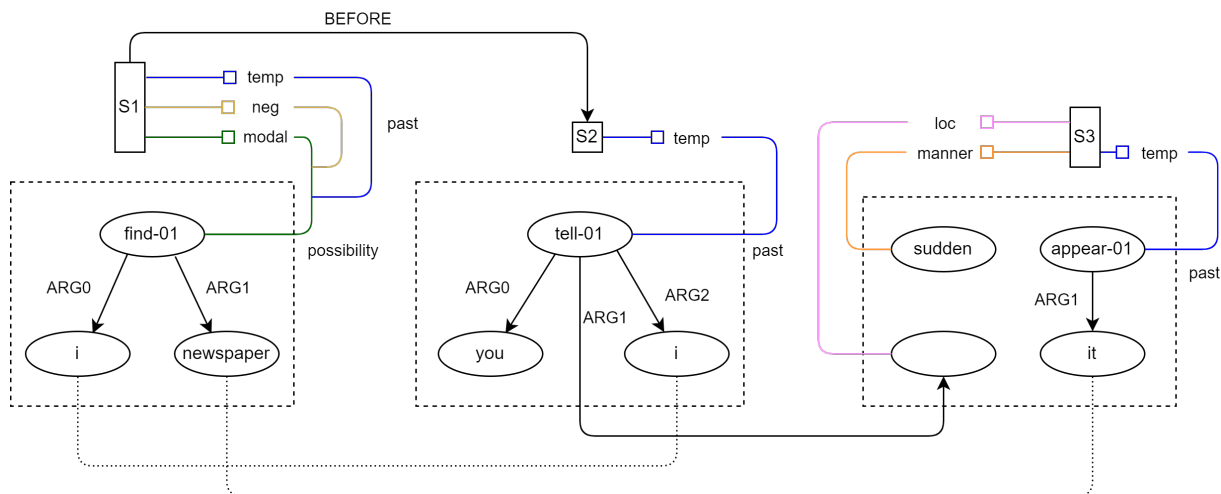 BEFORE
S1
temp
neg
modal
past
possibility
find-01
ARG0
ARG1
i
newspaper
S2
temp
past
tell-01
ARG0
ARG1
ARG2
you
i
loc
manner
S3
temp
past
sudden
appear-01
ARG1
it